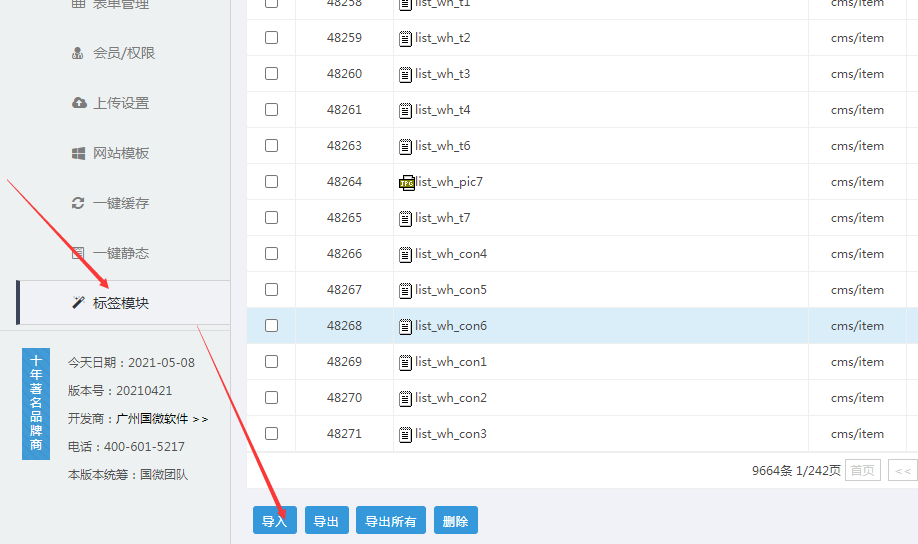 表单管理
会员/权限
上传设置
网站模板
一键缓存
一键静态
标签模块
十年著名品牌商
今天日期：2021-05-08
版本号：20210421
开发商：广州国微软件 >>
电话：400-601-5217
本版本统筹：国微团队
48258 list_wh_t1 cms/item
48259 list_wh_t2 cms/item
48260 list_wh_t3 cms/item
48261 list_wh_t4 cms/item
48263 list_wh_t6 cms/item
48264 list_wh_pic7 cms/item
48265 list_wh_t7 cms/item
48266 list_wh_con4 cms/item
48267 list_wh_con5 cms/item
48268 list_wh_con6 cms/item
48269 list_wh_con1 cms/item
48270 list_wh_con2 cms/item
48271 list_wh_con3 cms/item
9664条 1/242页 首页 <<
导入 导出 导出所有 删除